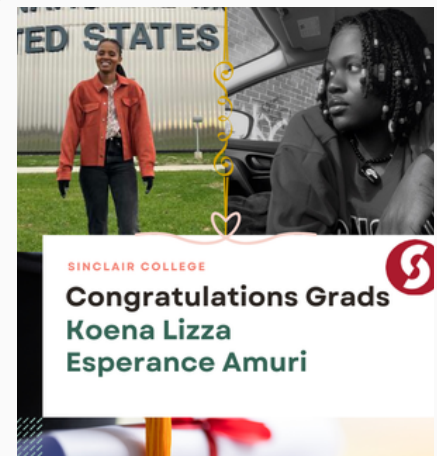 TED STATES
SINCLAIR COLLEGE
Congratulations Grads
Koena Lizza
Esperance Amuri